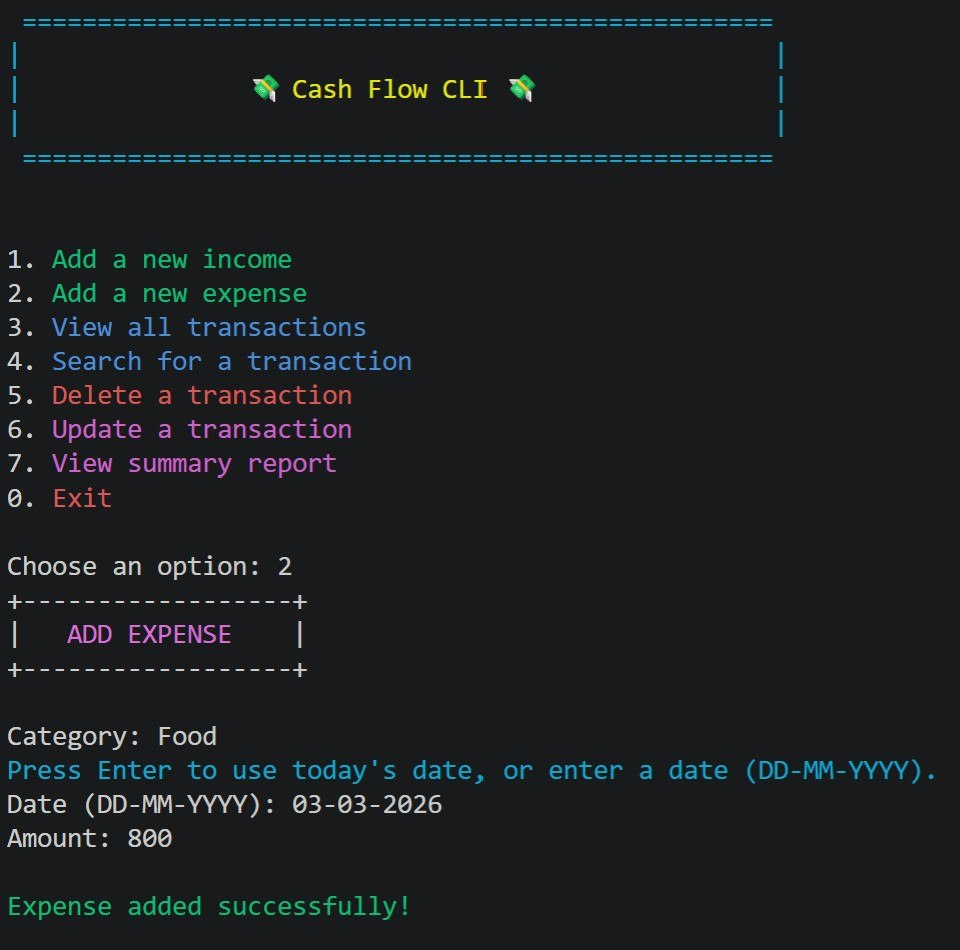 ==================================================
|                                                  |
|               💸 Cash Flow CLI 💸                |
|                                                  |
==================================================
1. Add a new income
2. Add a new expense
3. View all transactions
4. Search for a transaction
5. Delete a transaction
6. Update a transaction
7. View summary report
0. Exit
Choose an option: 2
+------------------+
|   ADD EXPENSE    |
+------------------+
Category: Food
Press Enter to use today's date, or enter a date (DD-MM-YYYY).
Date (DD-MM-YYYY): 03-03-2026
Amount: 800
Expense added successfully!